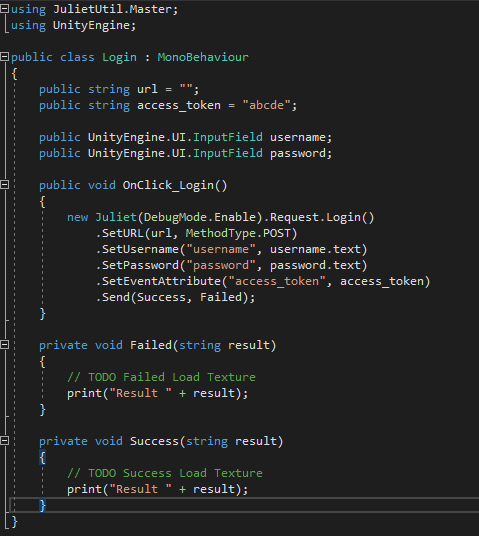 using JulietUtil.Master;
using UnityEngine;

public class Login : MonoBehaviour
{
    public string url = "";
    public string access_token = "abcde";

    public UnityEngine.UI.InputField username;
    public UnityEngine.UI.InputField password;

    public void OnClick_Login()
    {
        new Juliet(DebugMode.Enable).Request.Login()
            .SetURL(url, MethodType.POST)
            .SetUsername("username", username.text)
            .SetPassword("password", password.text)
            .SetEventAttribute("access_token", access_token)
            .Send(Success, Failed);
    }

    private void Failed(string result)
    {
        // TODO Failed Load Texture
        print("Result " + result);
    }

    private void Success(string result)
    {
        // TODO Success Load Texture
        print("Result " + result);
    }
}